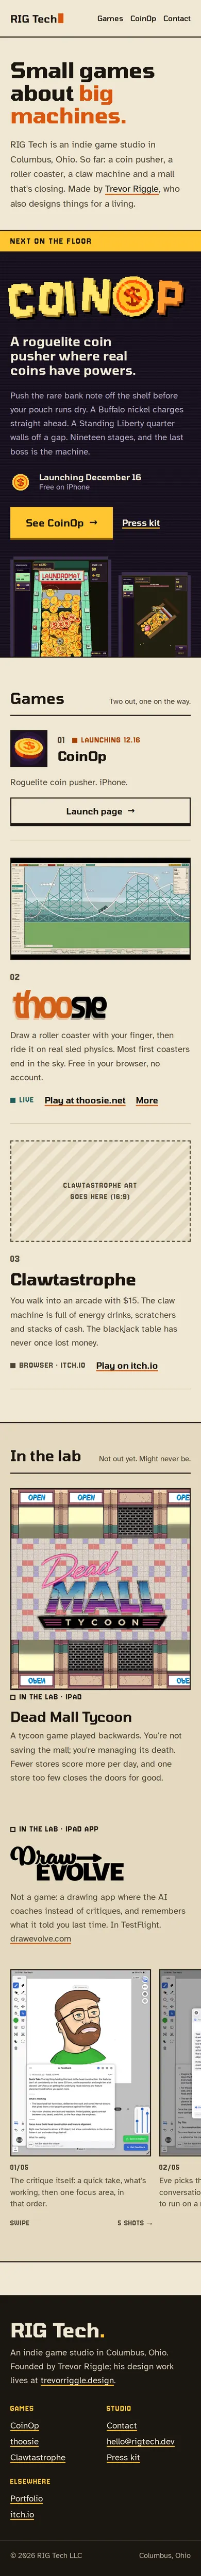 RIG Tech
Games CoinOp Contact
Small games
about big
machines.
RIG Tech is an indie game studio in
Columbus, Ohio. So far: a coin pusher, a
roller coaster, a claw machine and a mall
that's closing. Made by Trevor Riggle, who
also designs things for a living.
NEXT ON THE FLOOR
COINOP
A roguelite coin
pusher where real
coins have powers.
Push the rare bank note off the shelf before
your pouch runs dry. A Buffalo nickel charges
straight ahead. A Standing Liberty quarter
walls off a gap. Nineteen stages, and the last
boss is the machine.
Launching December 16
Free on iPhone
See CoinOp →
Press kit
LAUNDROMAT
Games
Two out, one on the way.
01 LAUNCHING 12.16
CoinOp
Roguelite coin pusher. iPhone.
Launch page →
02
thoosie
Draw a roller coaster with your finger, then
ride it on real sled physics. Most first coasters
end in the sky. Free in your browser, no
account.
LIVE Play at thoosie.net More
CLAWTASTROPHE ART
GOES HERE (16:9)
03
Clawtastrophe
You walk into an arcade with $15. The claw
machine is full of energy drinks, scratchers
and stacks of cash. The blackjack table has
never once lost money.
BROWSER · ITCH.IO Play on itch.io
In the lab
Not out yet. Might never be.
OPEN OPEN OPE
Dead
MALL
TYCOON
OPEN OPEN OPE
IN THE LAB · IPAD
Dead Mall Tycoon
A tycoon game played backwards. You're not
saving the mall; you're managing its death.
Fewer stores score more per day, and one
store too few closes the doors for good.
IN THE LAB · IPAD APP
Draw→
EVOLVE
Not a game: a drawing app where the AI
coaches instead of critiques, and remembers
what it told you last time. In TestFlight.
drawevolve.com
01/05
The critique itself: a quick take, what's
working, then one focus area, in
that order.
02/05
Eve picks th
conversatio
to run on a r
SWIPE
5 SHOTS →
RIG Tech.
An indie game studio in Columbus, Ohio.
Founded by Trevor Riggle; his design work
lives at trevorriggle.design.
GAMES
CoinOp
thoosie
Clawtastrophe
STUDIO
Contact
hello@rigtech.dev
Press kit
ELSEWHERE
Portfolio
itch.io
© 2026 RIG Tech LLC
Columbus, Ohio